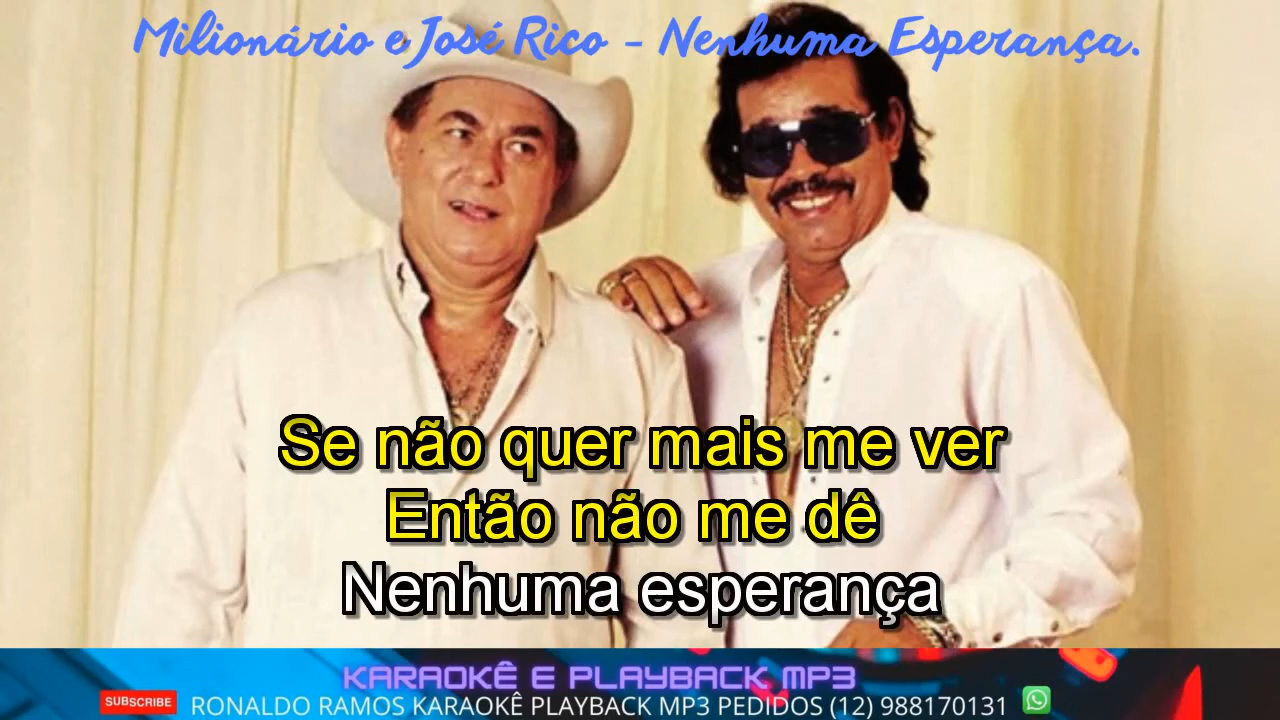 Milionário e José Rico - Nenhuma Esperança.
Se não quer mais me ver
Então não me dê
Nenhuma esperança
KARAOKÊ E PLAYBACK MP3
SUBSCRIBE RONALDO RAMOS KARAOKÊ PLAYBACK MP3 PEDIDOS (12) 988170131